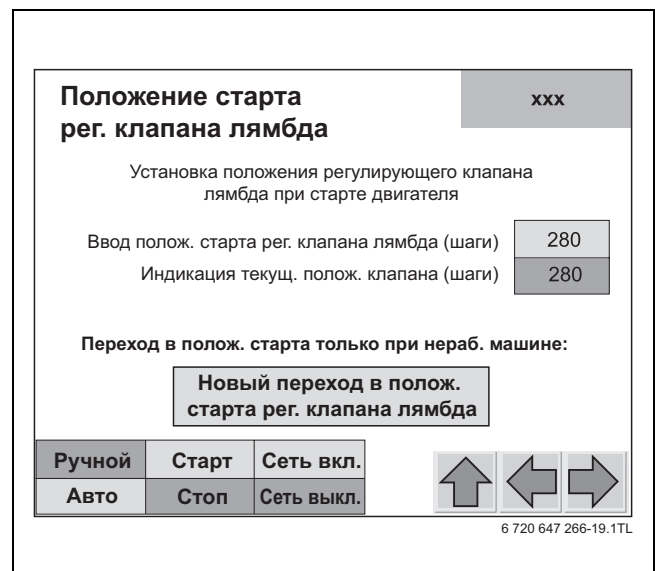 Положение старта
рег. клапана лямбда
xxx
Установка положения регулирующего клапана
лямбда при старте двигателя
Ввод полож. старта рег. клапана лямбда (шаги) 280
Индикация текущ. полож. клапана (шаги) 280
Переход в полож. старта только при нераб. машине:
Новый переход в полож.
старта рег. клапана лямбда
Ручной Старт Сеть вкл.
Авто Стоп Сеть выкл.
6 720 647 266-19.1TL